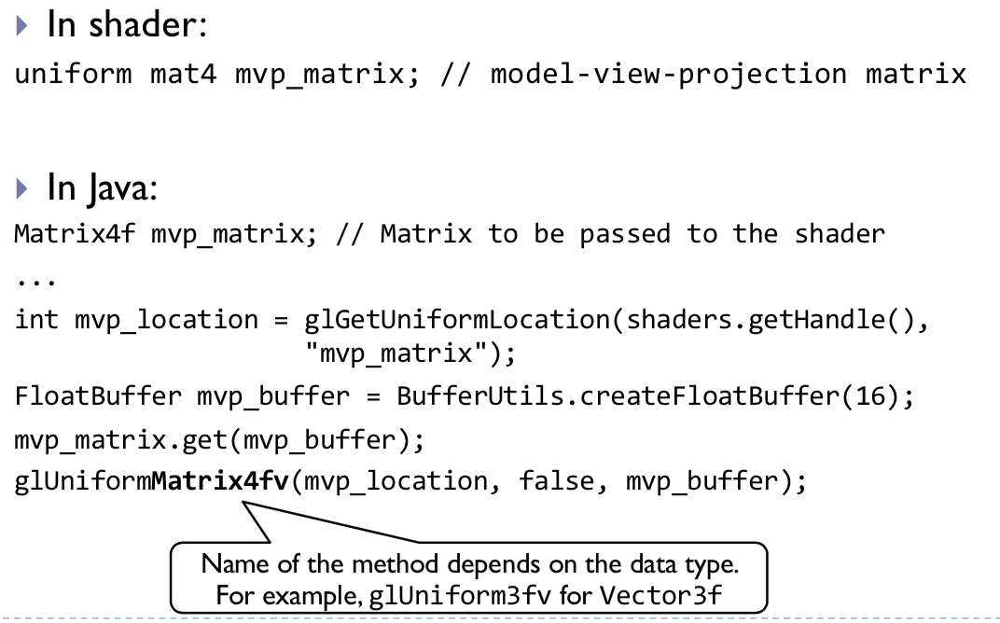 In shader:
uniform mat4 mvp_matrix; // model-view-projection matrix
In Java:
Matrix4f mvp_matrix; // Matrix to be passed to the shader
...
int mvp_location = glGetUniformLocation(shaders.getHandle(),
"mvp_matrix");
FloatBuffer mvp_buffer = BufferUtils.createFloatBuffer(16);
mvp_matrix.get(mvp_buffer);
glUniformMatrix4fv(mvp_location, false, mvp_buffer);
Name of the method depends on the data type.
For example, glUniform3fv for Vector3f